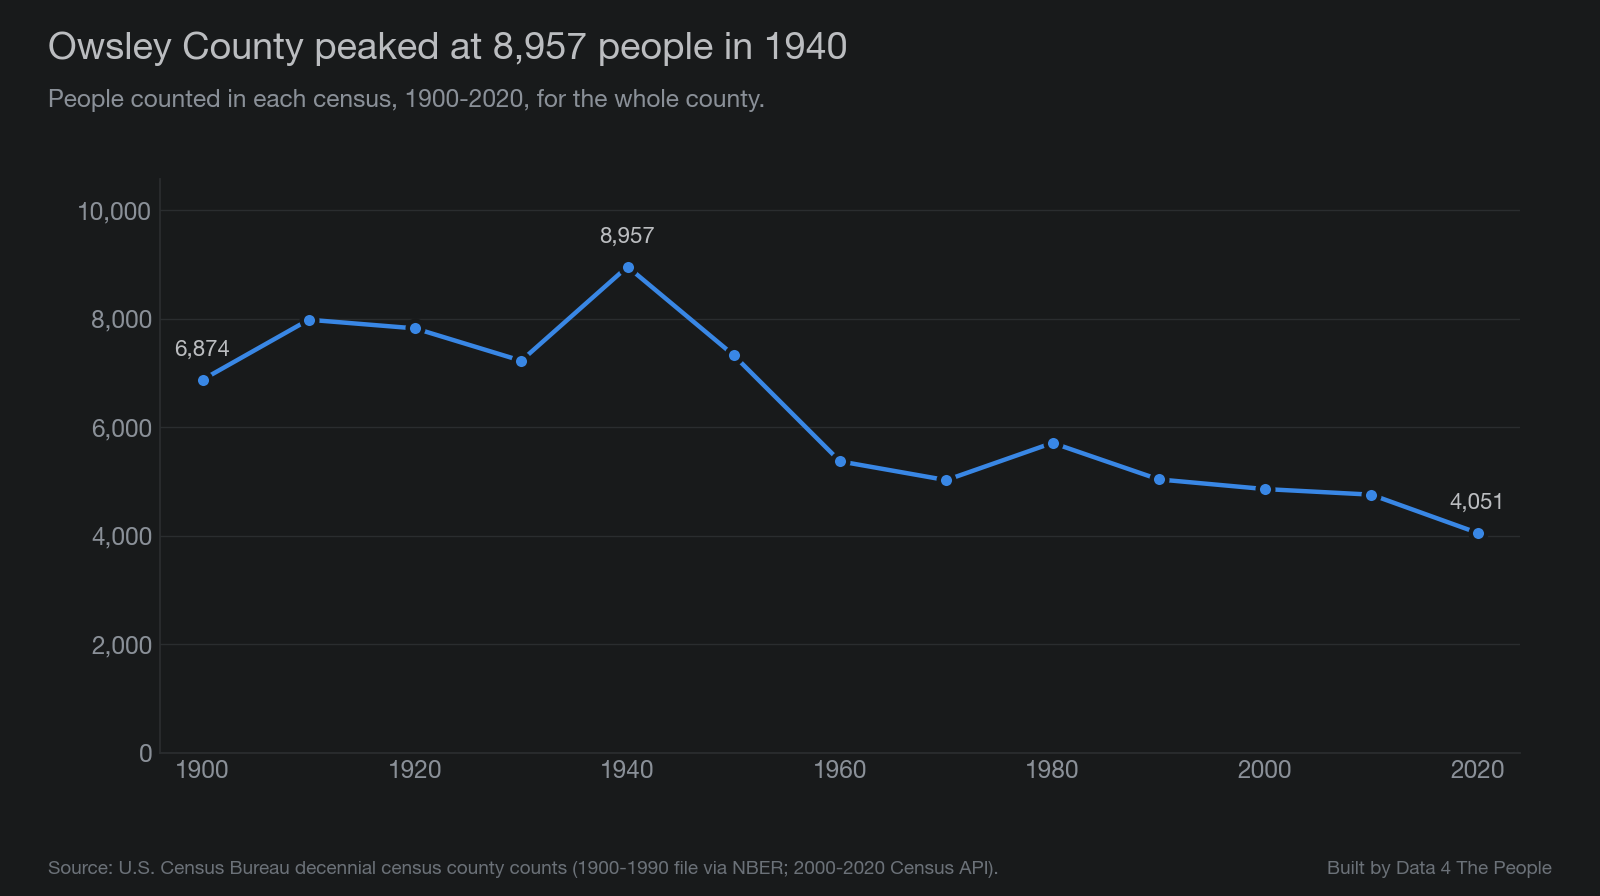 Owsley County peaked at 8,957 people in 1940
People counted in each census, 1900-2020, for the whole county.
10,000
8,957
8,000
6,874
6,000
4,051
4,000
2,000
0
1900 1920 1940 1960 1980 2000 2020
Source: U.S. Census Bureau decennial census county counts (1900-1990 file via NBER; 2000-2020 Census API).
Built by Data 4 The People